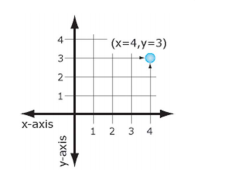 (x=4,y=3)
4
3
2
1
x-axis
1 2 3 4
y-axis